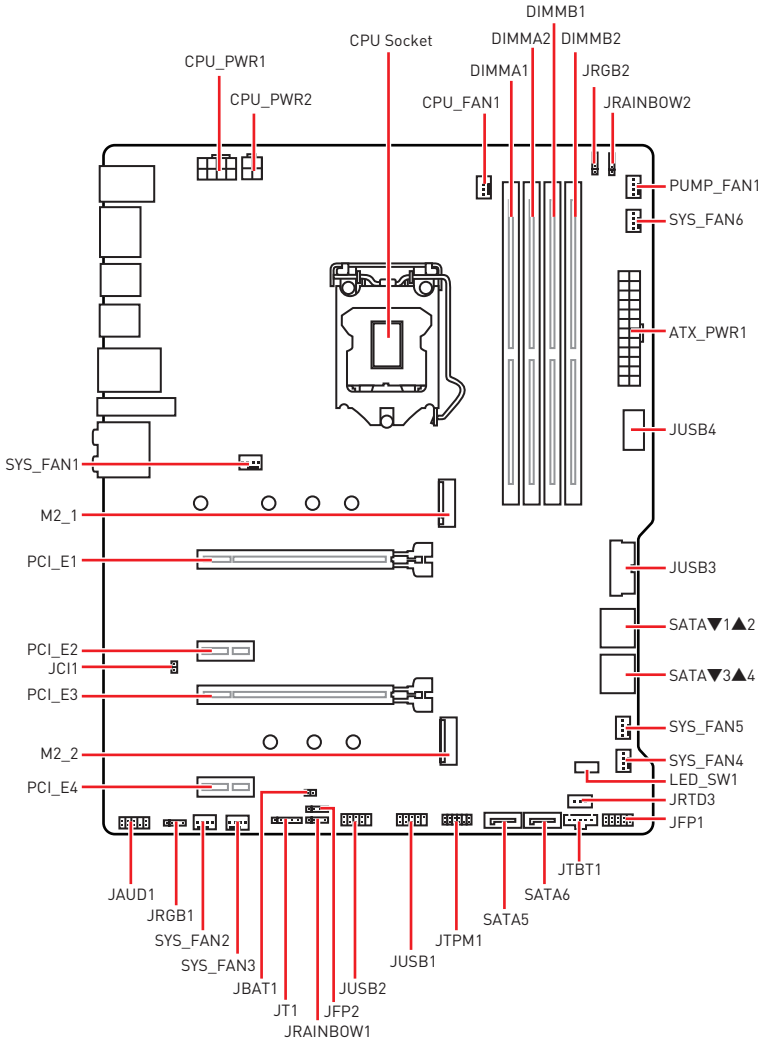 DIMMB1
CPU Socket
DIMMA2
DIMMB2
CPU_PWR1
DIMMA1
JRGB2
CPU_PWR2
CPU_FAN1
JRAINBOW2
PUMP_FAN1
SYS_FAN6
ATX_PWR1
JUSB4
SYS_FAN1
M2_1
PCI_E1
JUSB3
SATA▼1▲2
PCI_E2
JCI1
SATA▼3▲4
PCI_E3
SYS_FAN5
M2_2
SYS_FAN4
LED_SW1
PCI_E4
JRTD3
JFP1
JTBT1
JAUD1
SATA6
JRGB1
SATA5
SYS_FAN2
JTPM1
SYS_FAN3
JUSB1
JBAT1
JUSB2
JT1
JFP2
JRAINBOW1